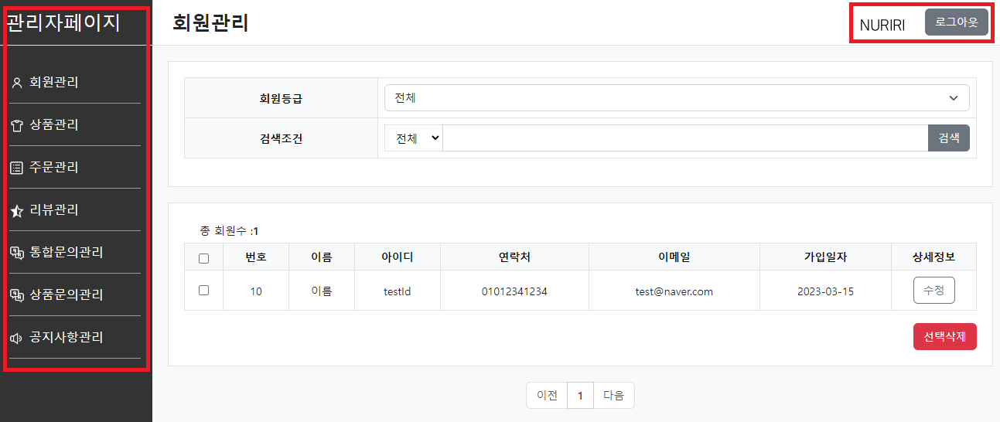 관리자페이지
회원관리
상품관리
주문관리
리뷰관리
통합문의관리
상품문의관리
공지사항관리
회원관리 NURIRI 로그아웃
회원등급 전체
검색조건 전체 검색
총 회원수 :1
번호 이름 아이디 연락처 이메일 가입일자 상세정보
10 이름 testId 01012341234 test@naver.com 2023-03-15 수정
선택삭제
이전 1 다음